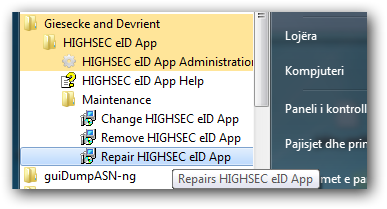 Giesecke and Devrient
HIGHSEC eID App
HIGHSEC eID App Administration
HIGHSEC eID App Help
Maintenance
Change HIGHSEC eID App
Remove HIGHSEC eID App
Repair HIGHSEC eID App
guiDumpASN-ng
Repairs HIGHSEC eID App
Lojëra
Kompjuteri
Paneli i kontroll
Pajisjet dhe prin
met e pa